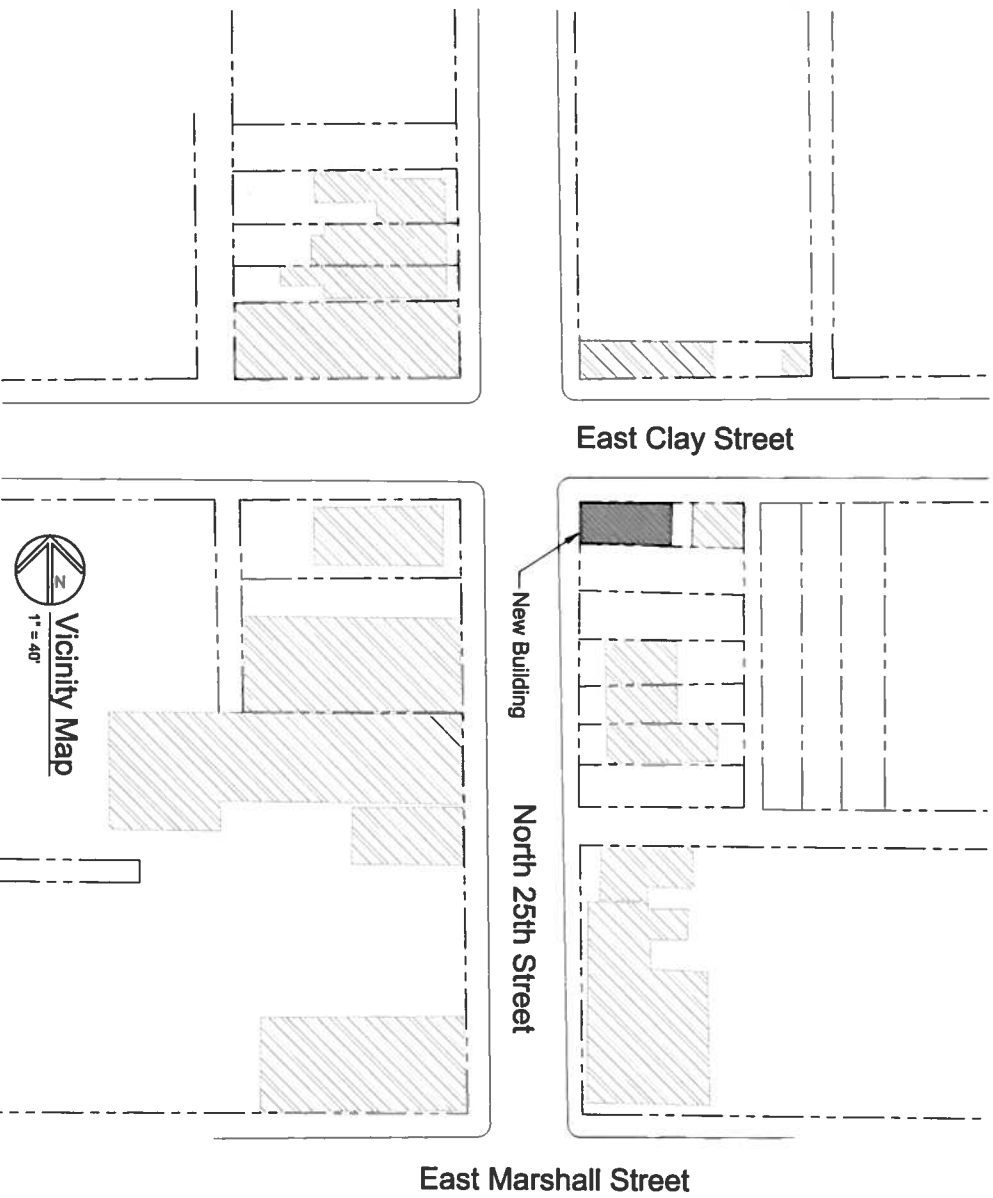 East Clay Street
New Building
N
Vicinity Map
1" = 40'
North 25th Street
East Marshall Street